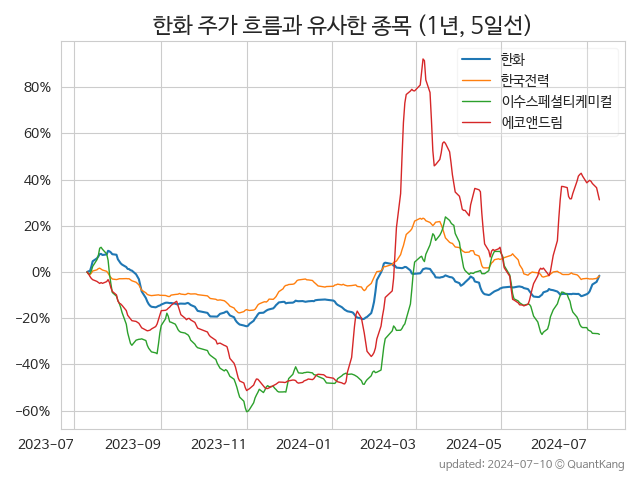 한화 주가 흐름과 유사한 종목 (1년, 5일선)
한화
한국전력
이수스페셜티케미컬
에코앤드림
80%
60%
40%
20%
0%
−20%
−40%
−60%
2023-07
2023-09
2023-11
2024-01
2024-03
2024-05
2024-07
updated: 2024-07-10 © QuantKang